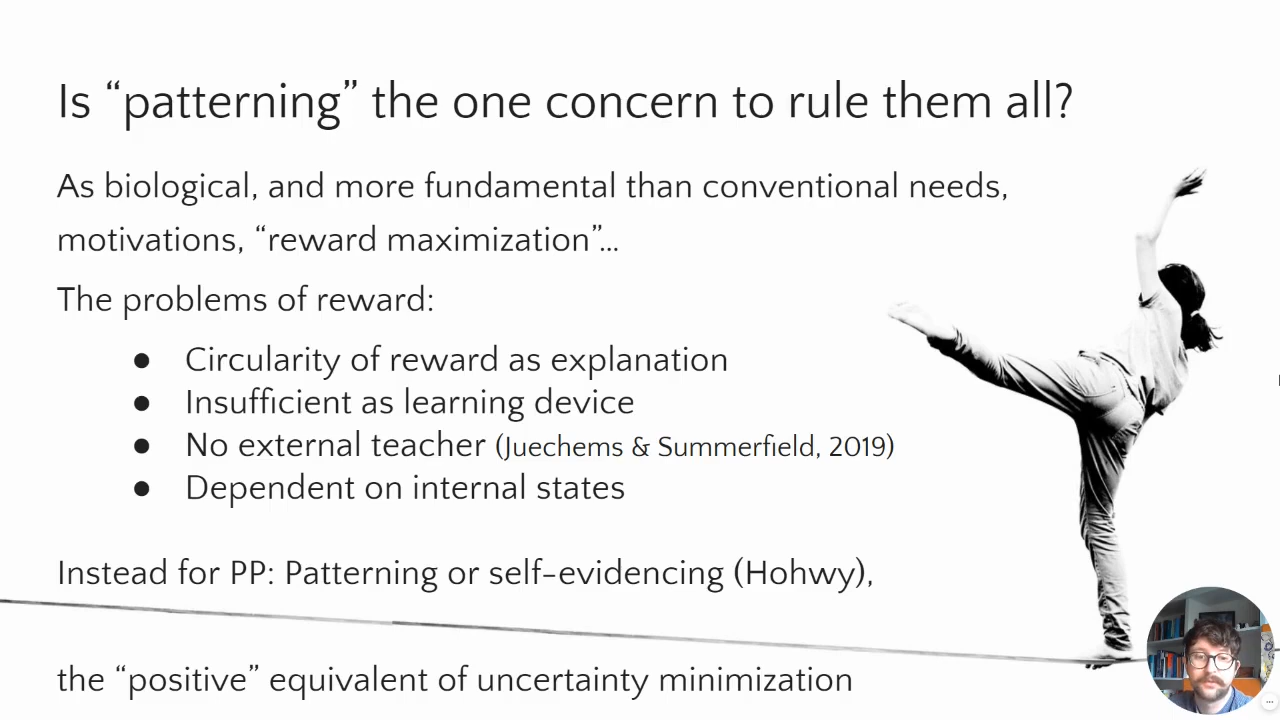 Is “patterning” the one concern to rule them all?
As biological, and more fundamental than conventional needs,
motivations, “reward maximization”...
The problems of reward:
● Circularity of reward as explanation
● Insufficient as learning device
● No external teacher (Juechems & Summerfield, 2019)
● Dependent on internal states
Instead for PP: Patterning or self-evidencing (Hohwy),
the “positive” equivalent of uncertainty minimization